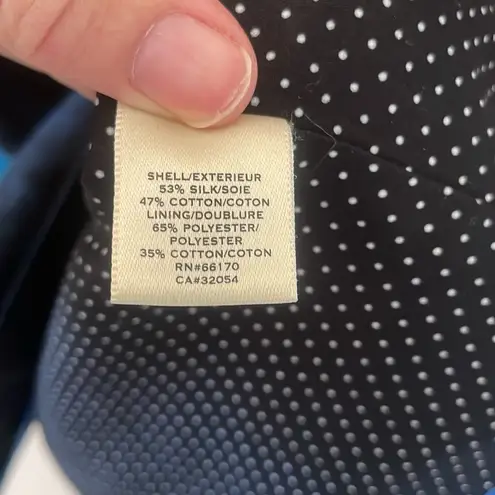 SHELL/EXTERIEUR
53% SILK/SOIE
47% COTTON/COTON
LINING/DOUBLURE
65% POLYESTER/
POLYESTER
35% COTTON/COTON
RN#66170
CA#32054